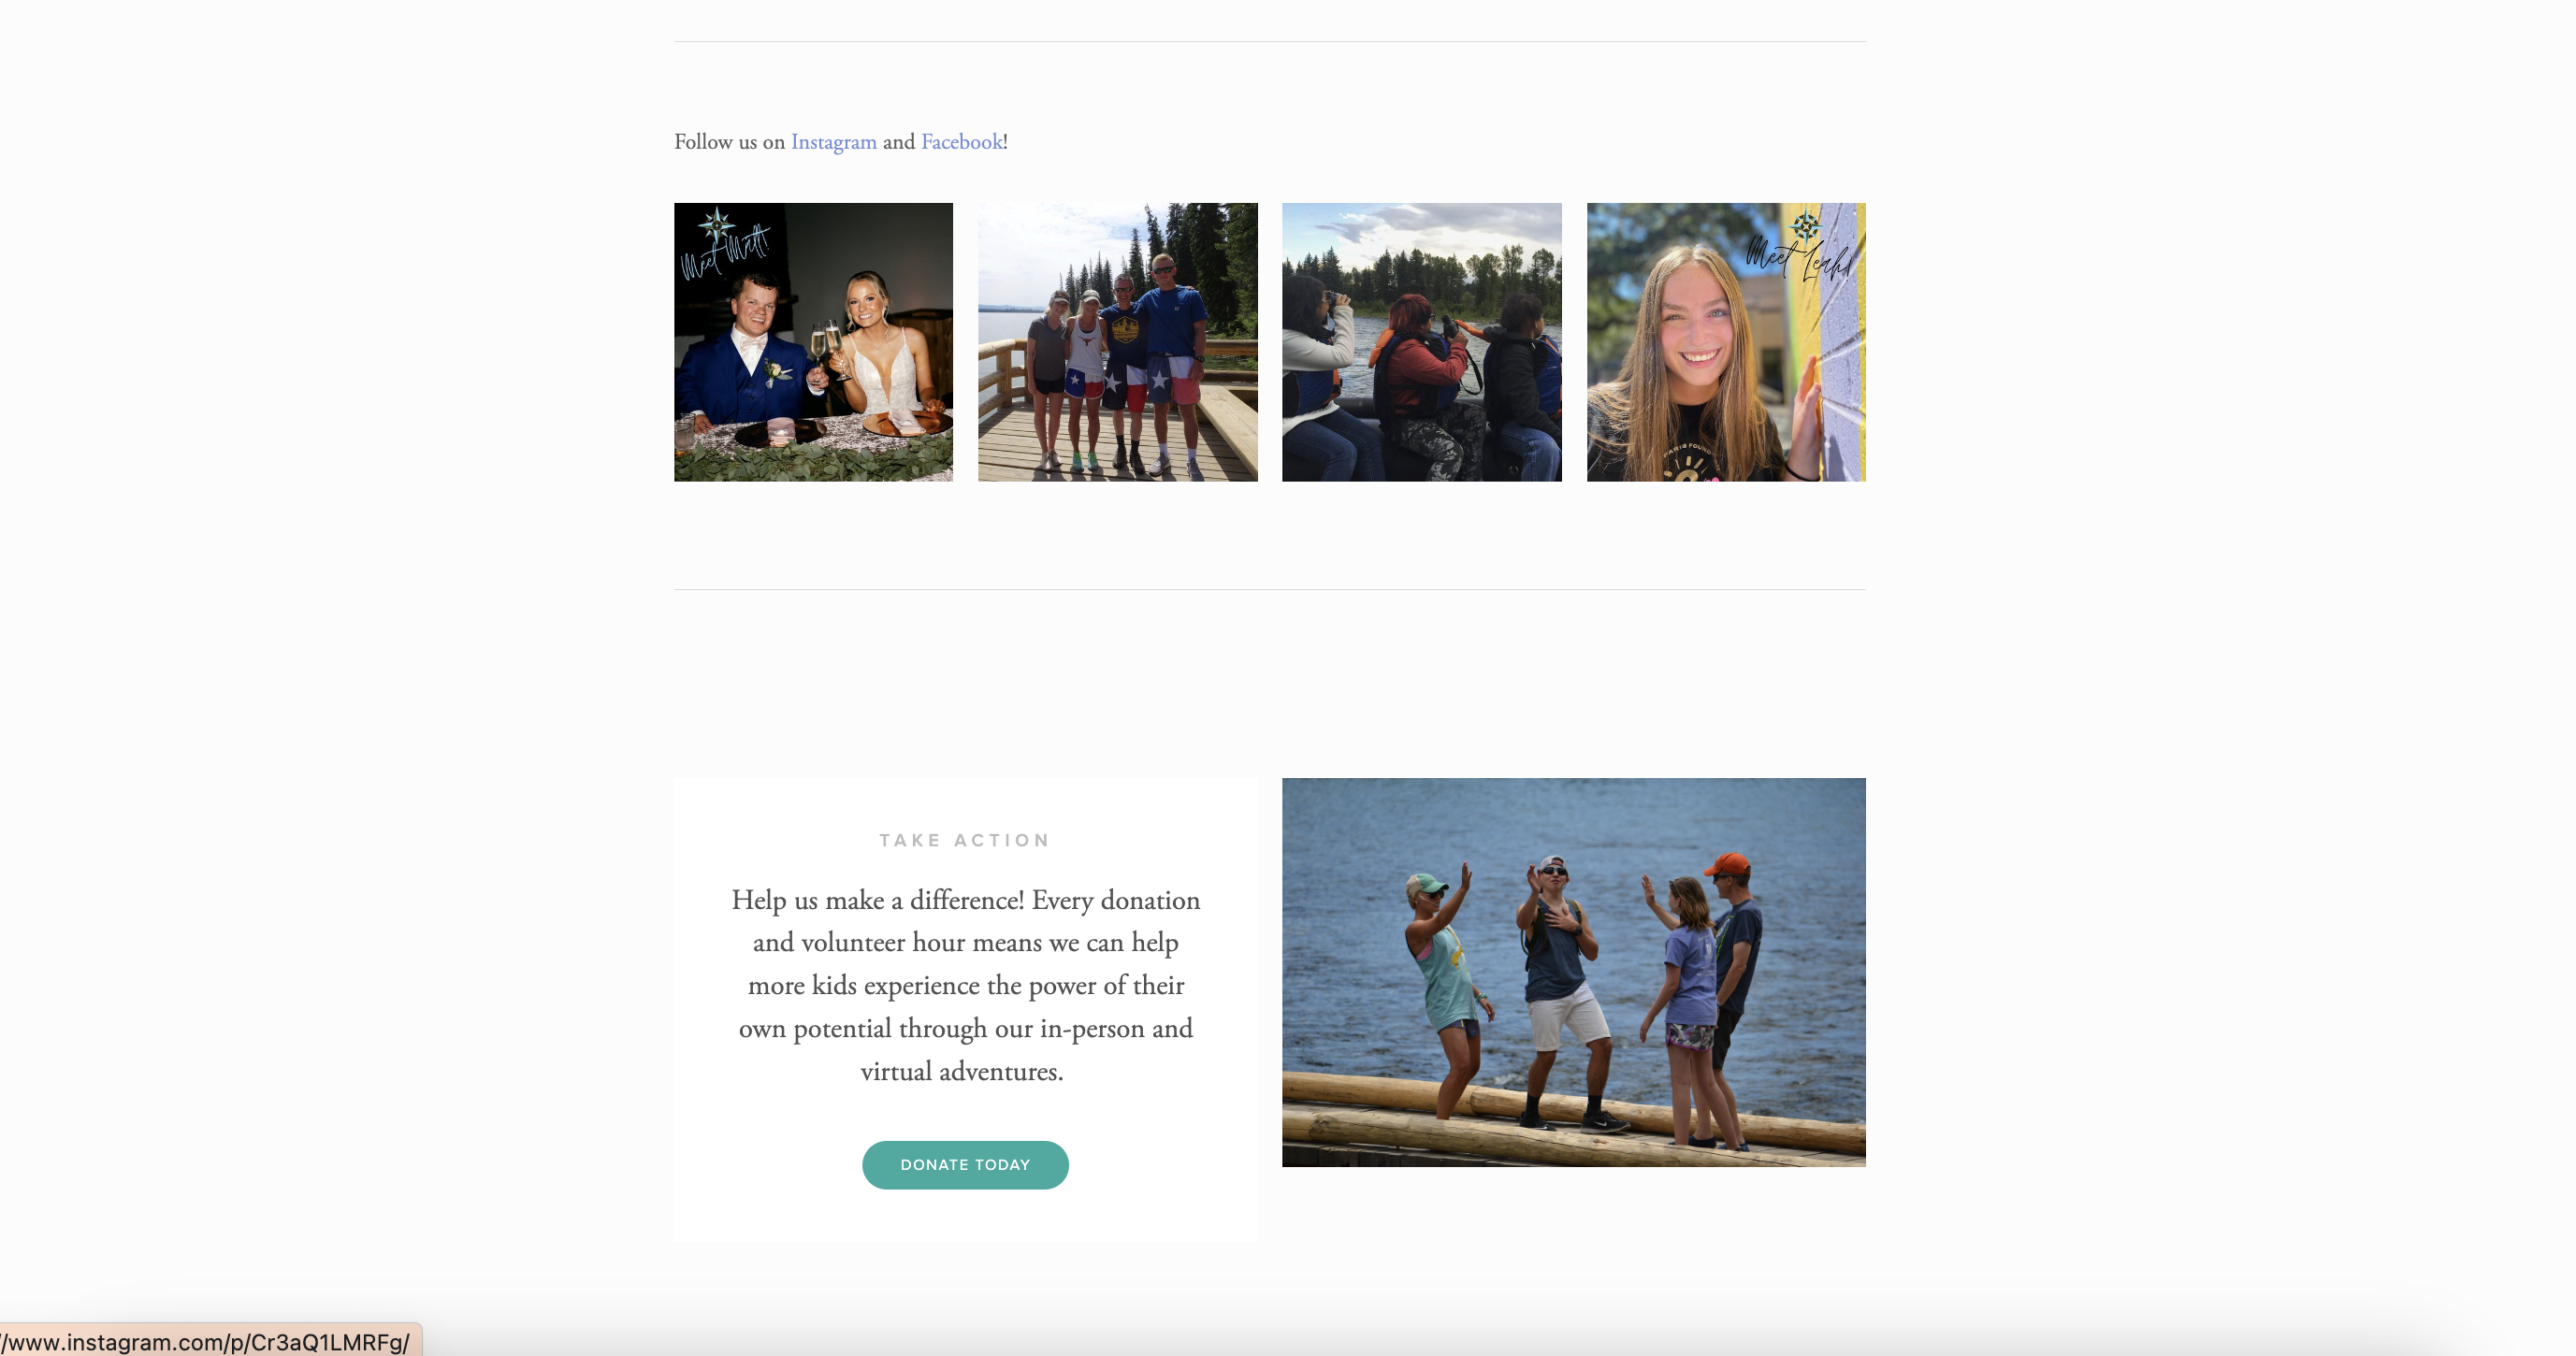 Follow us on Instagram and Facebook!
Meet Matt!
Meet Leah!
TAKE ACTION
Help us make a difference! Every donation
and volunteer hour means we can help
more kids experience the power of their
own potential through our in-person and
virtual adventures.
DONATE TODAY
/www.instagram.com/p/Cr3aQ1LMRFg/